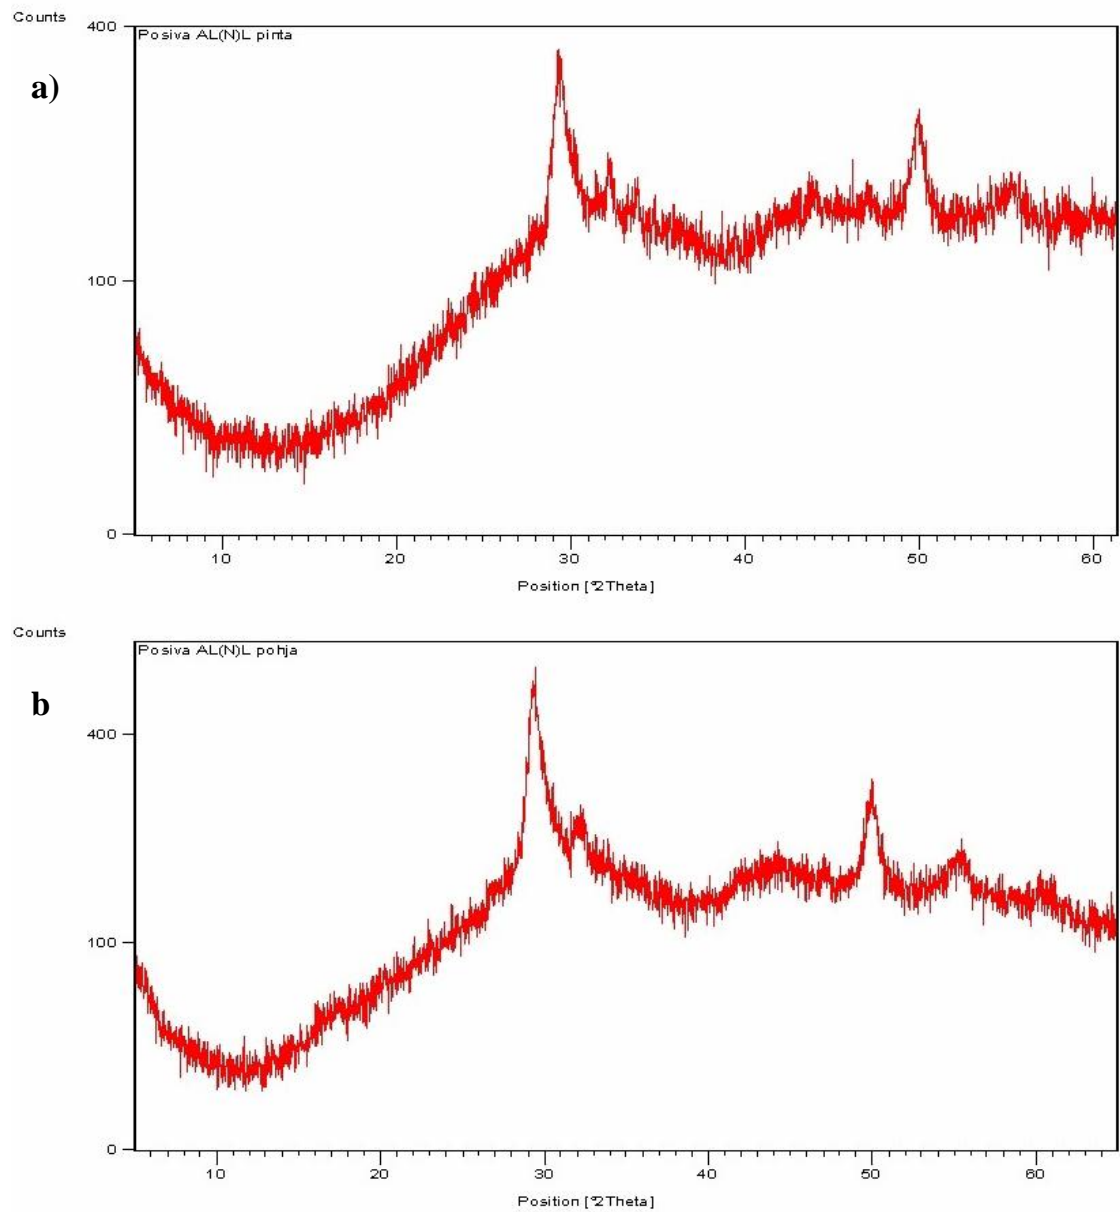 Counts
400
Posiva AL(N)L pinta
a)
100
0
10 20 30 40 50 60
Position [°2Theta]
Counts
Posiva AL(N)L pohja
b
400
100
0
10 20 30 40 50 60
Position [°2Theta]